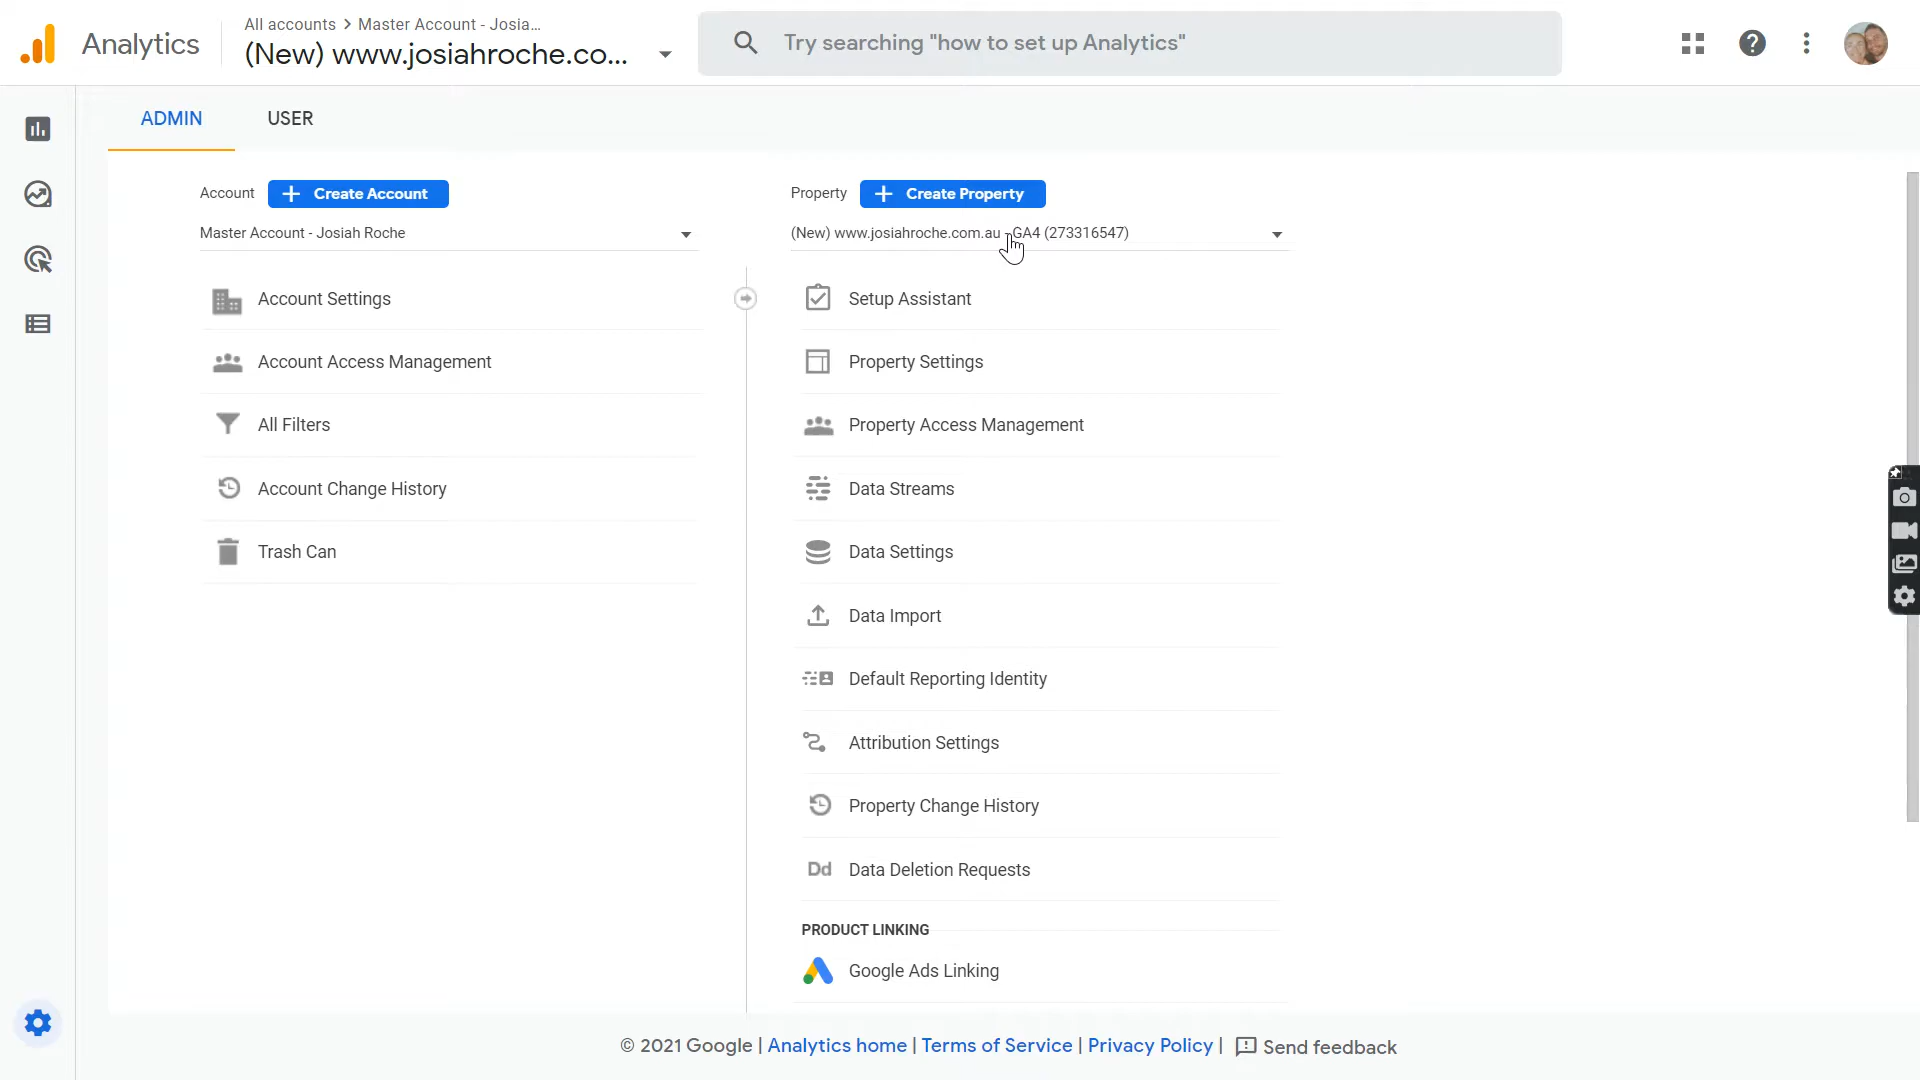 Analytics
All accounts > Master Account - Josia...
(New) www.josiahroche.co...
Try searching "how to set up Analytics"
ADMIN
USER
Account
Create Account
Master Account - Josiah Roche
Account Settings
Account Access Management
All Filters
Account Change History
Trash Can
Property
Create Property
(New) www.josiahroche.com.au - GA4 (273316547)
Setup Assistant
Property Settings
Property Access Management
Data Streams
Data Settings
Data Import
Default Reporting Identity
Attribution Settings
Property Change History
Dd Data Deletion Requests
PRODUCT LINKING
Google Ads Linking
© 2021 Google | Analytics home | Terms of Service | Privacy Policy | Send feedback